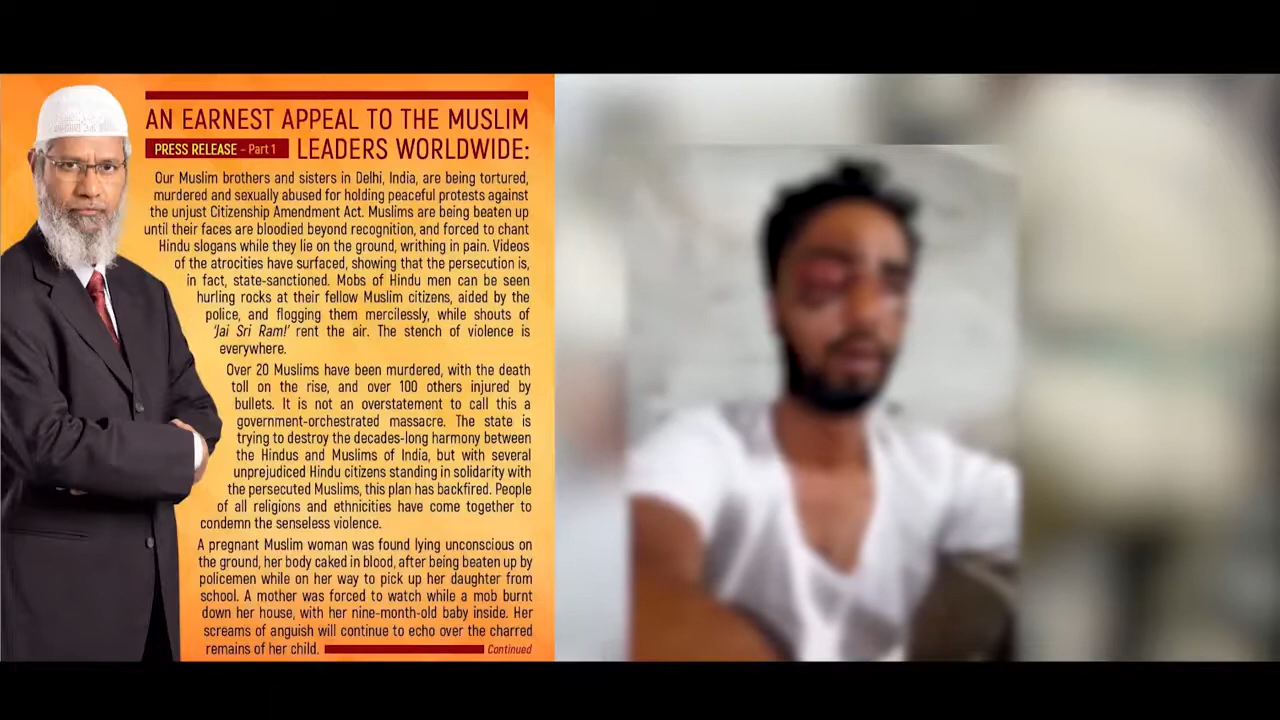 AN EARNEST APPEAL TO THE MUSLIM
PRESS RELEASE – Part 1 LEADERS WORLDWIDE:
Our Muslim brothers and sisters in Delhi, India, are being tortured,
murdered and sexually abused for holding peaceful protests against
the unjust Citizenship Amendment Act. Muslims are being beaten up
until their faces are bloodied beyond recognition, and forced to chant
Hindu slogans while they lie on the ground, writhing in pain. Videos
of the atrocities have surfaced, showing that the persecution is,
in fact, state-sanctioned. Mobs of Hindu men can be seen
hurling rocks at their fellow Muslim citizens, aided by the
police, and flogging them mercilessly, while shouts of
'Jai Sri Ram!' rent the air. The stench of violence is
everywhere.
Over 20 Muslims have been murdered, with the death
toll on the rise, and over 100 others injured by
bullets. It is not an overstatement to call this a
government-orchestrated massacre. The state is
trying to destroy the decades-long harmony between
the Hindus and Muslims of India, but with several
unprejudiced Hindu citizens standing in solidarity with
the persecuted Muslims, this plan has backfired. People
of all religions and ethnicities have come together to
condemn the senseless violence.
A pregnant Muslim woman was found lying unconscious on
the ground, her body caked in blood, after being beaten up by
policemen while on her way to pick up her daughter from
school. A mother was forced to watch while a mob burnt
down her house, with her nine-month-old baby inside. Her
screams of anguish will continue to echo over the charred
remains of her child. Continued